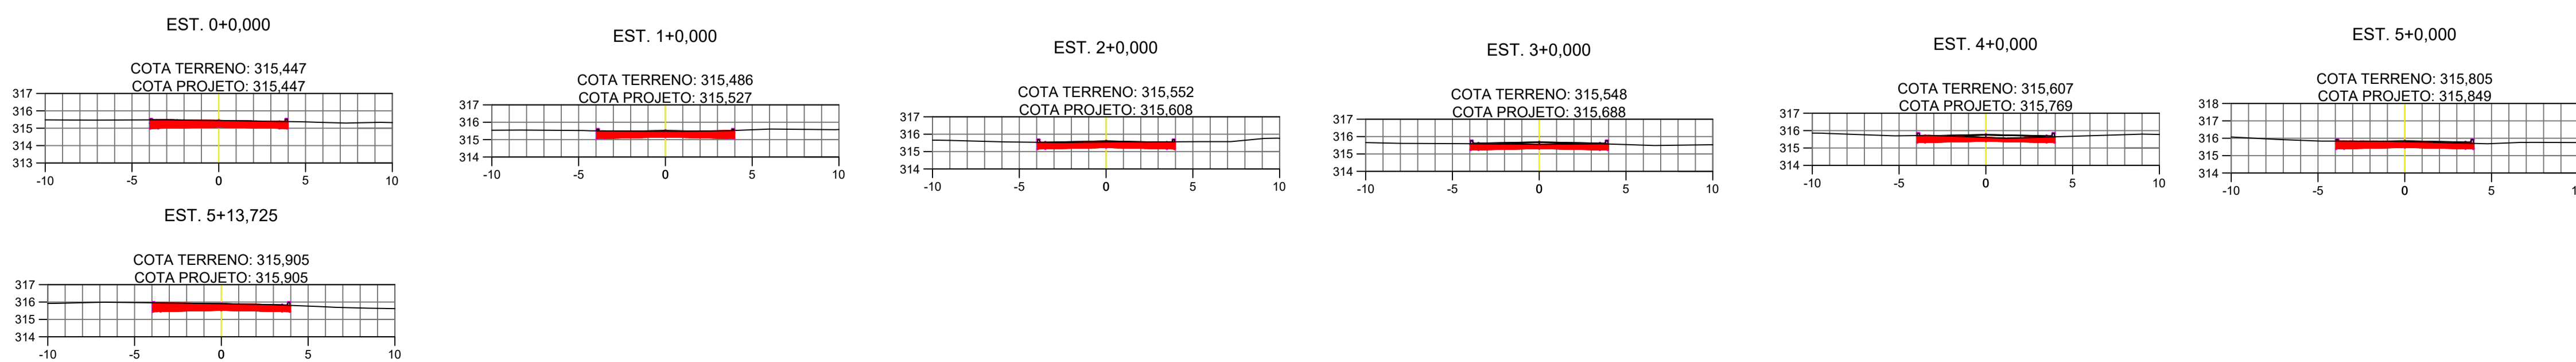 EST. 0+0,000
COTA TERRENO: 315,447
COTA PROJETO: 315,447
317
316
315
314
313
-10 -5 0 5 10
EST. 1+0,000
COTA TERRENO: 315,486
COTA PROJETO: 315,527
317
316
315
314
-10 -5 0 5 10
EST. 2+0,000
COTA TERRENO: 315,552
COTA PROJETO: 315,608
317
316
315
314
-10 -5 0 5 10
EST. 3+0,000
COTA TERRENO: 315,548
COTA PROJETO: 315,688
317
316
315
314
-10 -5 0 5 10
EST. 4+0,000
COTA TERRENO: 315,607
COTA PROJETO: 315,769
317
316
315
314
-10 -5 0 5 10
EST. 5+0,000
COTA TERRENO: 315,805
COTA PROJETO: 315,849
318
317
316
315
314
-10 -5 0 5
EST. 5+13,725
COTA TERRENO: 315,905
COTA PROJETO: 315,905
317
316
315
314
-10 -5 0 5 10